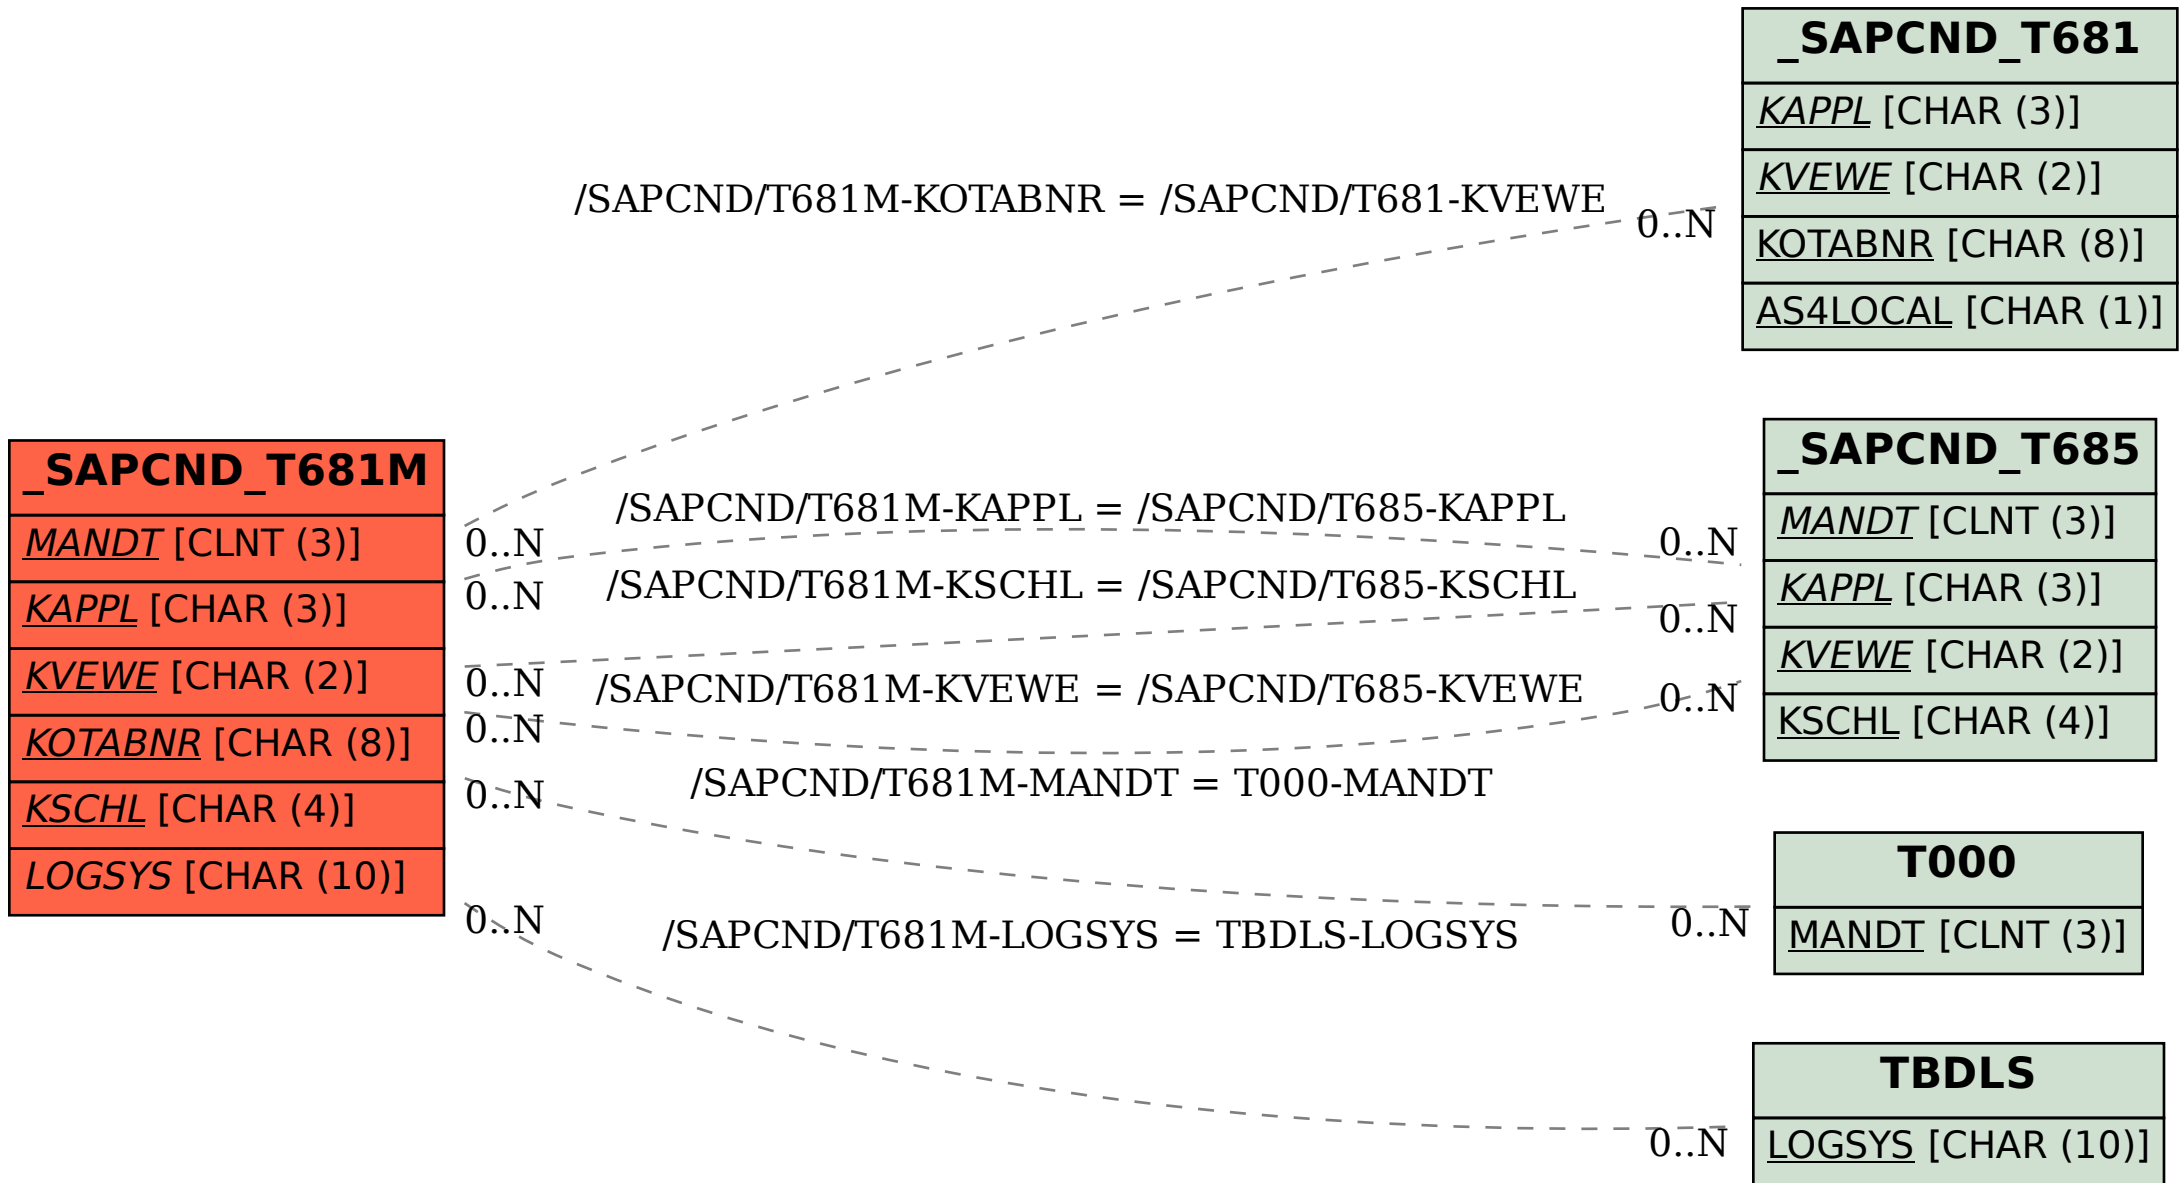 _SAPCND_T681
KAPPL [CHAR (3)]
KVEWE [CHAR (2)]
KOTABNR [CHAR (8)]
AS4LOCAL [CHAR (1)]
/SAPCND/T681M-KOTABNR = /SAPCND/T681-KVEWE
0..N
0..N
_SAPCND_T681M
MANDT [CLNT (3)]
KAPPL [CHAR (3)]
KVEWE [CHAR (2)]
KOTABNR [CHAR (8)]
KSCHL [CHAR (4)]
LOGSYS [CHAR (10)]
/SAPCND/T681M-KAPPL = /SAPCND/T685-KAPPL
0..N
0..N
/SAPCND/T681M-KSCHL = /SAPCND/T685-KSCHL
0..N
0..N
/SAPCND/T681M-KVEWE = /SAPCND/T685-KVEWE
0..N
0..N
_SAPCND_T685
MANDT [CLNT (3)]
KAPPL [CHAR (3)]
KVEWE [CHAR (2)]
KSCHL [CHAR (4)]
/SAPCND/T681M-MANDT = T000-MANDT
0..N
0..N
T000
MANDT [CLNT (3)]
/SAPCND/T681M-LOGSYS = TBDLS-LOGSYS
0..N
0..N
TBDLS
LOGSYS [CHAR (10)]